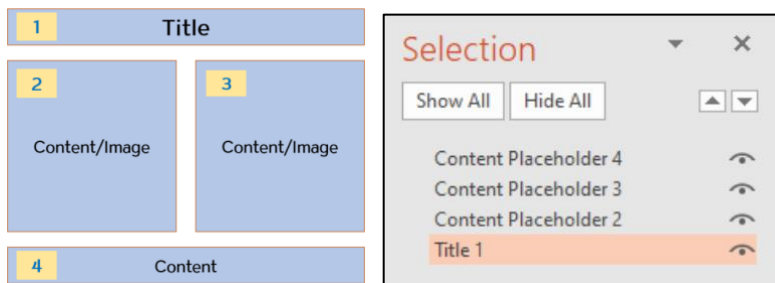 1 Title
2
3
Content/Image
Content/Image
4 Content
Selection
Show All Hide All
Content Placeholder 4
Content Placeholder 3
Content Placeholder 2
Title 1